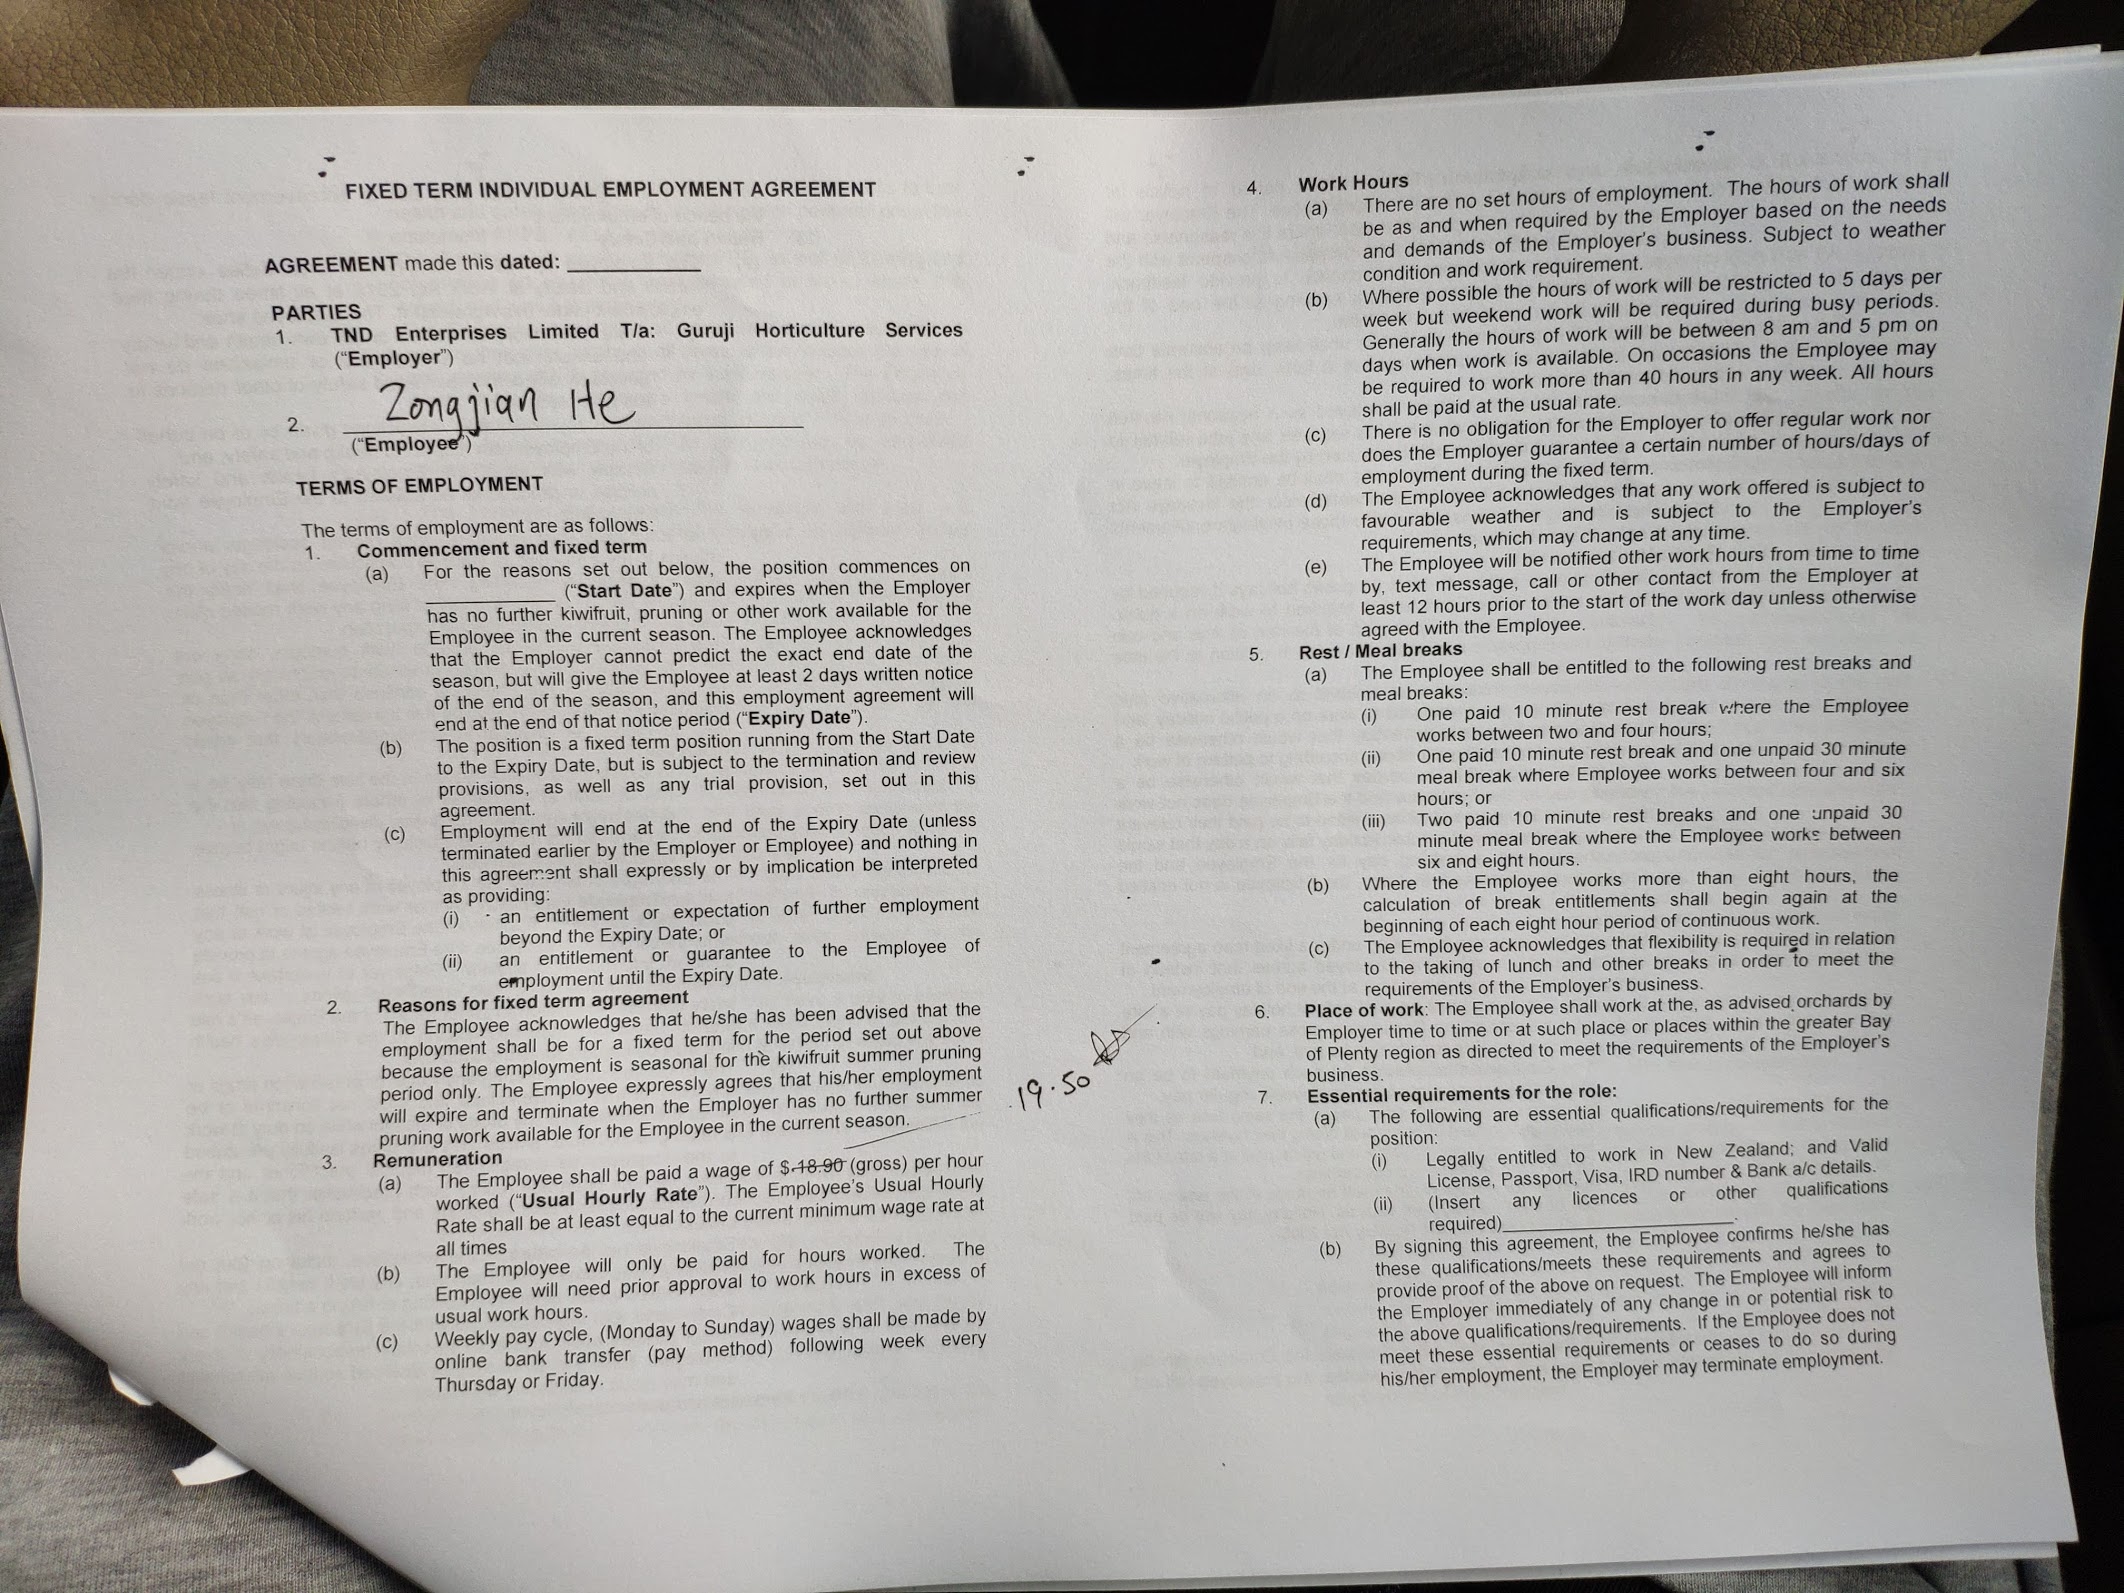 FIXED TERM INDIVIDUAL EMPLOYMENT AGREEMENT
AGREEMENT made this dated: ____________
PARTIES
1. TND Enterprises Limited T/a: Guruji Horticulture Services
("Employer")
2. Zongjian He
("Employee")
TERMS OF EMPLOYMENT
The terms of employment are as follows:
1. Commencement and fixed term
(a) For the reasons set out below, the position commences on
____________ ("Start Date") and expires when the Employer
has no further kiwifruit, pruning or other work available for the
Employee in the current season. The Employee acknowledges
that the Employer cannot predict the exact end date of the
season, but will give the Employee at least 2 days written notice
of the end of the season, and this employment agreement will
end at the end of that notice period ("Expiry Date").
(b) The position is a fixed term position running from the Start Date
to the Expiry Date, but is subject to the termination and review
provisions, as well as any trial provision, set out in this
agreement.
(c) Employment will end at the end of the Expiry Date (unless
terminated earlier by the Employer or Employee) and nothing in
this agreement shall expressly or by implication be interpreted
as providing:
(i) an entitlement or expectation of further employment
beyond the Expiry Date; or
(ii) an entitlement or guarantee to the Employee of
employment until the Expiry Date.
2. Reasons for fixed term agreement
The Employee acknowledges that he/she has been advised that the
employment shall be for a fixed term for the period set out above
because the employment is seasonal for the kiwifruit summer pruning
period only. The Employee expressly agrees that his/her employment
will expire and terminate when the Employer has no further summer
pruning work available for the Employee in the current season.
3. Remuneration
(a) The Employee shall be paid a wage of $ 18.90 (gross) per hour
worked ("Usual Hourly Rate"). The Employee's Usual Hourly
Rate shall be at least equal to the current minimum wage rate at
all times
(b) The Employee will only be paid for hours worked. The
Employee will need prior approval to work hours in excess of
usual work hours.
(c) Weekly pay cycle, (Monday to Sunday) wages shall be made by
online bank transfer (pay method) following week every
Thursday or Friday.
19.50
4. Work Hours
(a) There are no set hours of employment. The hours of work shall
be as and when required by the Employer based on the needs
and demands of the Employer's business. Subject to weather
condition and work requirement.
(b) Where possible the hours of work will be restricted to 5 days per
week but weekend work will be required during busy periods.
Generally the hours of work will be between 8 am and 5 pm on
days when work is available. On occasions the Employee may
be required to work more than 40 hours in any week. All hours
shall be paid at the usual rate.
(c) There is no obligation for the Employer to offer regular work nor
does the Employer guarantee a certain number of hours/days of
employment during the fixed term.
(d) The Employee acknowledges that any work offered is subject to
favourable weather and is subject to the Employer's
requirements, which may change at any time.
(e) The Employee will be notified other work hours from time to time
by, text message, call or other contact from the Employer at
least 12 hours prior to the start of the work day unless otherwise
agreed with the Employee.
5. Rest / Meal breaks
(a) The Employee shall be entitled to the following rest breaks and
meal breaks:
(i) One paid 10 minute rest break where the Employee
works between two and four hours;
(ii) One paid 10 minute rest break and one unpaid 30 minute
meal break where Employee works between four and six
hours; or
(iii) Two paid 10 minute rest breaks and one unpaid 30
minute meal break where the Employee works between
six and eight hours.
(b) Where the Employee works more than eight hours, the
calculation of break entitlements shall begin again at the
beginning of each eight hour period of continuous work.
(c) The Employee acknowledges that flexibility is required in relation
to the taking of lunch and other breaks in order to meet the
requirements of the Employer's business.
6. Place of work: The Employee shall work at the, as advised orchards by
Employer time to time or at such place or places within the greater Bay
of Plenty region as directed to meet the requirements of the Employer's
business.
7. Essential requirements for the role:
(a) The following are essential qualifications/requirements for the
position:
(i) Legally entitled to work in New Zealand; and Valid
License, Passport, Visa, IRD number & Bank a/c details.
(ii) (Insert any licences or other qualifications
required)____________________.
(b) By signing this agreement, the Employee confirms he/she has
these qualifications/meets these requirements and agrees to
provide proof of the above on request. The Employee will inform
the Employer immediately of any change in or potential risk to
the above qualifications/requirements. If the Employee does not
meet these essential requirements or ceases to do so during
his/her employment, the Employer may terminate employment.